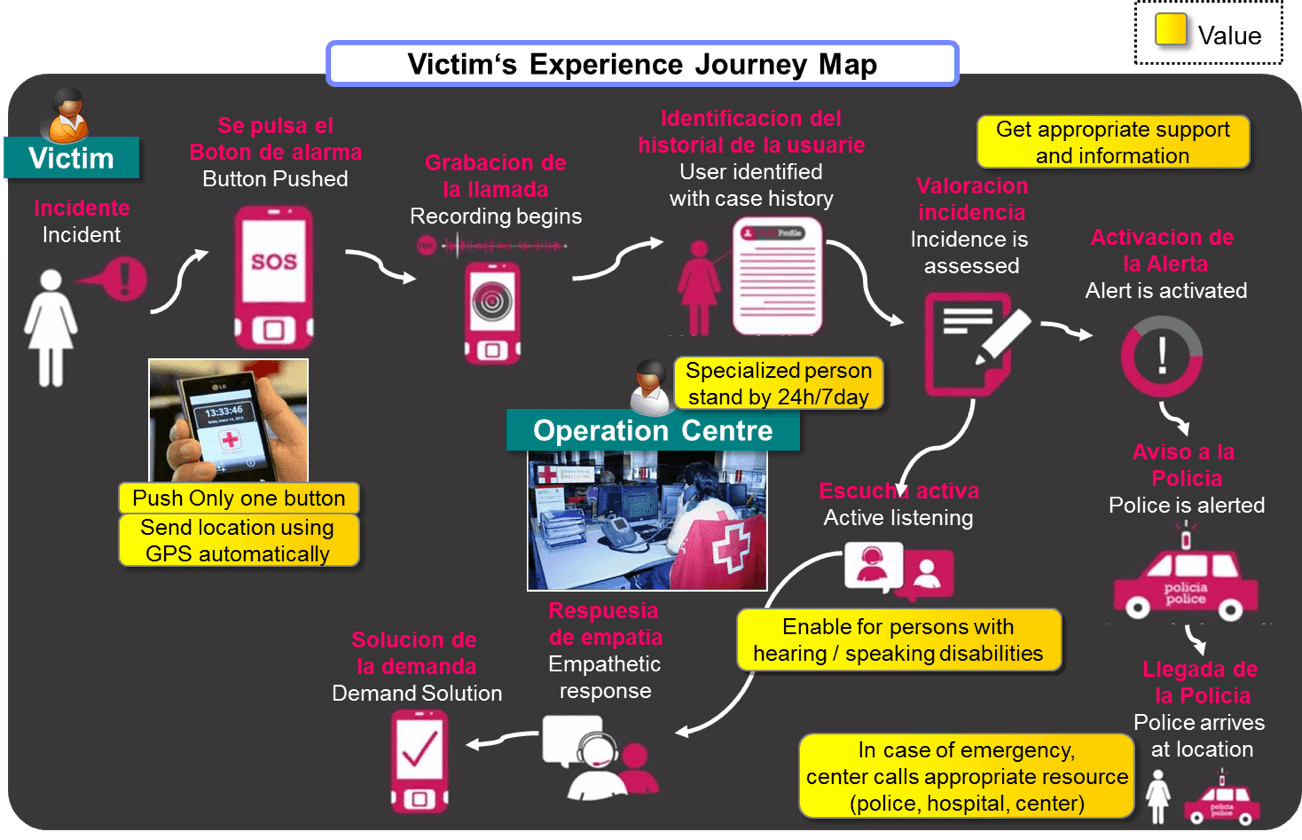 Value
Victim‘s Experience Journey Map
Victim
Incidente
Incident
Se pulsa el
Boton de alarma
Button Pushed
SOS
Grabacion de
la llamada
Recording begins
REC
Identificacion del
historial de la usuarie
User identified
with case history
Profile
Valoracion
incidencia
Incidence is
assessed
Get appropriate support
and information
Activacion de
la Alerta
Alert is activated
LG
13:33:46
Push Only one button
Send location using
GPS automatically
Specialized person
stand by 24h/7day
Operation Centre
Escucha activa
Active listening
Aviso a la
Policia
Police is alerted
policia
police
Enable for persons with
hearing / speaking disabilities
Respuesia
de empatia
Empathetic
response
Solucion de
la demanda
Demand Solution
Llegada de
la Policia
Police arrives
at location
policia
police
In case of emergency,
center calls appropriate resource
(police, hospital, center)